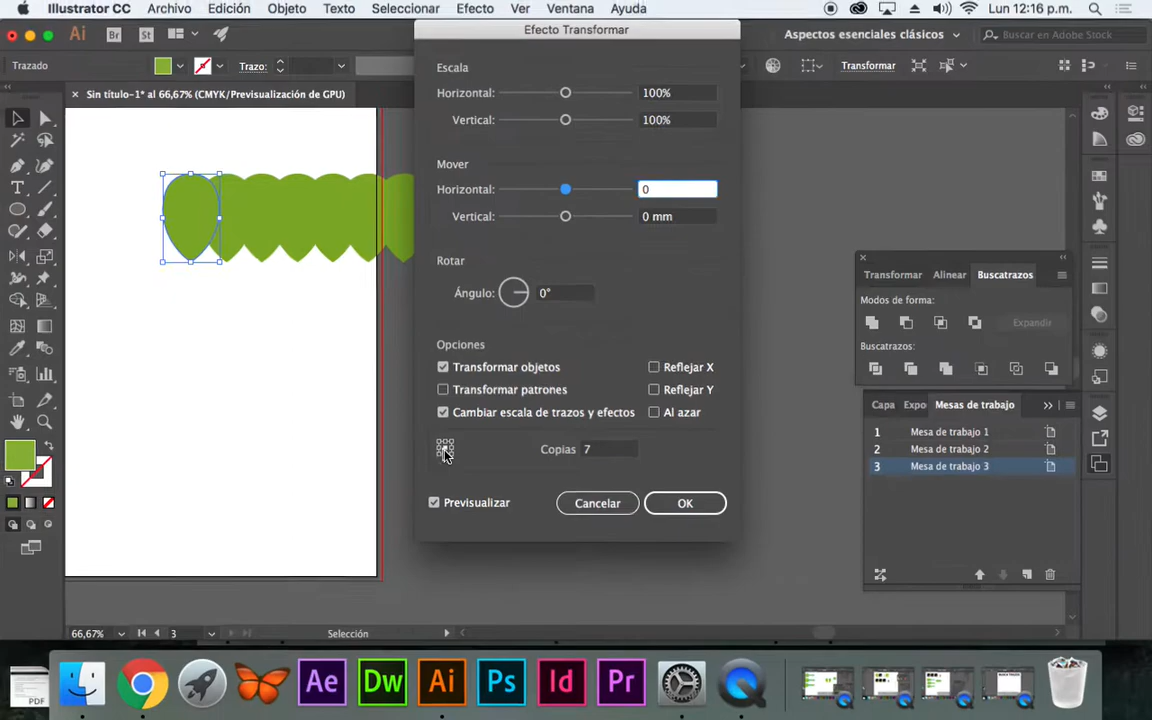 Illustrator CC Archivo Edición Objeto Texto Seleccionar Efecto Ver Ventana Ayuda Lun 12:16 p.m.
Ai Br St Aspectos esenciales clásicos Buscar en Adobe Stock
Efecto Transformar
Trazado Trazo: Transformar
Sin título-1* al 66,67% (CMYK/Previsualización de GPU)
Escala
Horizontal: 100%
Vertical: 100%
Mover
Horizontal: 0
Vertical: 0 mm
Rotar
Ángulo: 0°
Opciones
Transformar objetos Reflejar X
Transformar patrones Reflejar Y
Cambiar escala de trazos y efectos Al azar
Copias 7
Previsualizar Cancelar OK
Transformar Alinear Buscatrazos
Modos de forma:
Expandir
Buscatrazos:
Capa Expo Mesas de trabajo
1 Mesa de trabajo 1
2 Mesa de trabajo 2
3 Mesa de trabajo 3
66,67% 3 Selección
PDF Ae Dw Ai Ps Id Pr